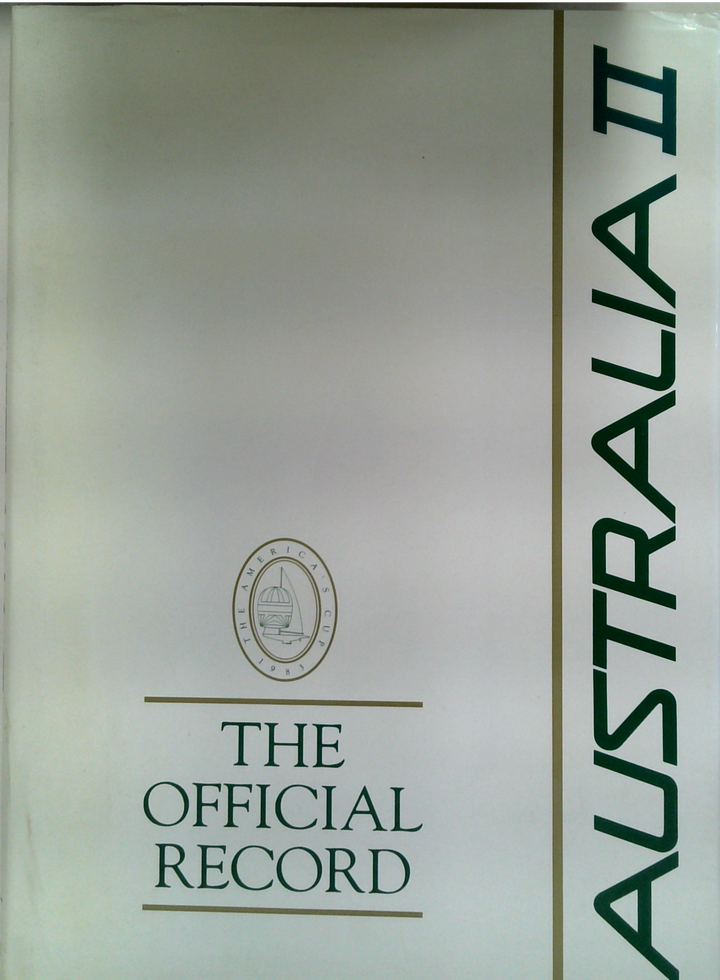 AUSTRALIA II
THE AMERICA'S CUP
1983
THE
OFFICIAL
RECORD